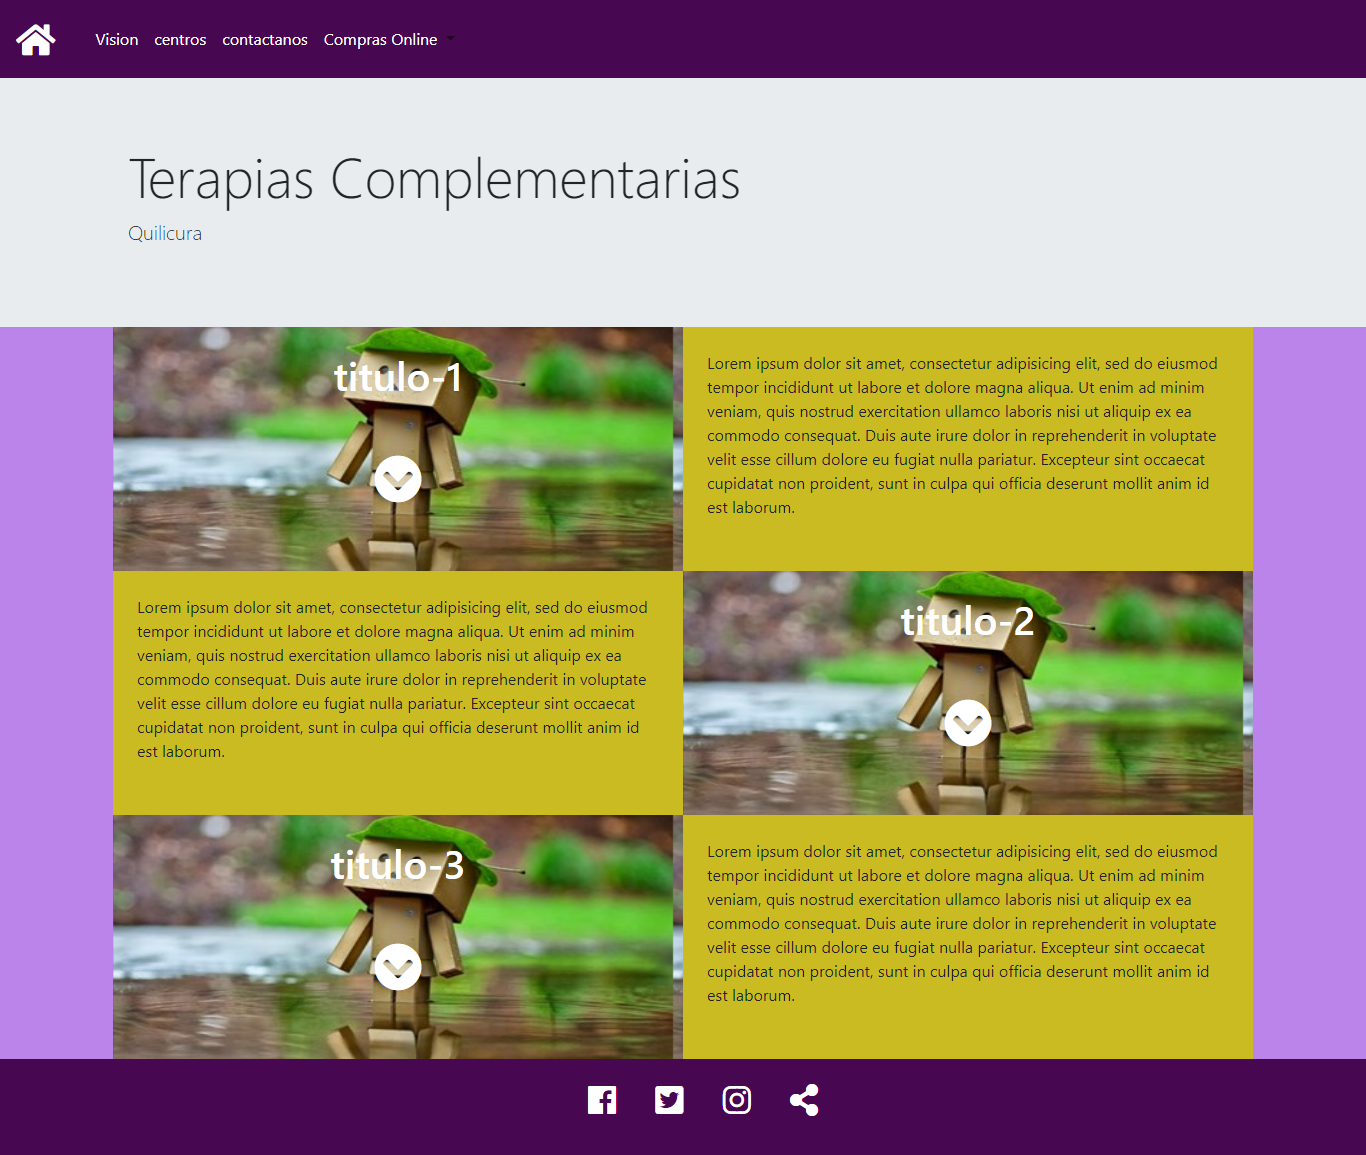 Vision centros contactanos Compras Online
Terapias Complementarias
Quilicura
titulo-1
Lorem ipsum dolor sit amet, consectetur adipisicing elit, sed do eiusmod
tempor incididunt ut labore et dolore magna aliqua. Ut enim ad minim
veniam, quis nostrud exercitation ullamco laboris nisi ut aliquip ex ea
commodo consequat. Duis aute irure dolor in reprehenderit in voluptate
velit esse cillum dolore eu fugiat nulla pariatur. Excepteur sint occaecat
cupidatat non proident, sunt in culpa qui officia deserunt mollit anim id
est laborum.
Lorem ipsum dolor sit amet, consectetur adipisicing elit, sed do eiusmod
tempor incididunt ut labore et dolore magna aliqua. Ut enim ad minim
veniam, quis nostrud exercitation ullamco laboris nisi ut aliquip ex ea
commodo consequat. Duis aute irure dolor in reprehenderit in voluptate
velit esse cillum dolore eu fugiat nulla pariatur. Excepteur sint occaecat
cupidatat non proident, sunt in culpa qui officia deserunt mollit anim id
est laborum.
titulo-2
titulo-3
Lorem ipsum dolor sit amet, consectetur adipisicing elit, sed do eiusmod
tempor incididunt ut labore et dolore magna aliqua. Ut enim ad minim
veniam, quis nostrud exercitation ullamco laboris nisi ut aliquip ex ea
commodo consequat. Duis aute irure dolor in reprehenderit in voluptate
velit esse cillum dolore eu fugiat nulla pariatur. Excepteur sint occaecat
cupidatat non proident, sunt in culpa qui officia deserunt mollit anim id
est laborum.